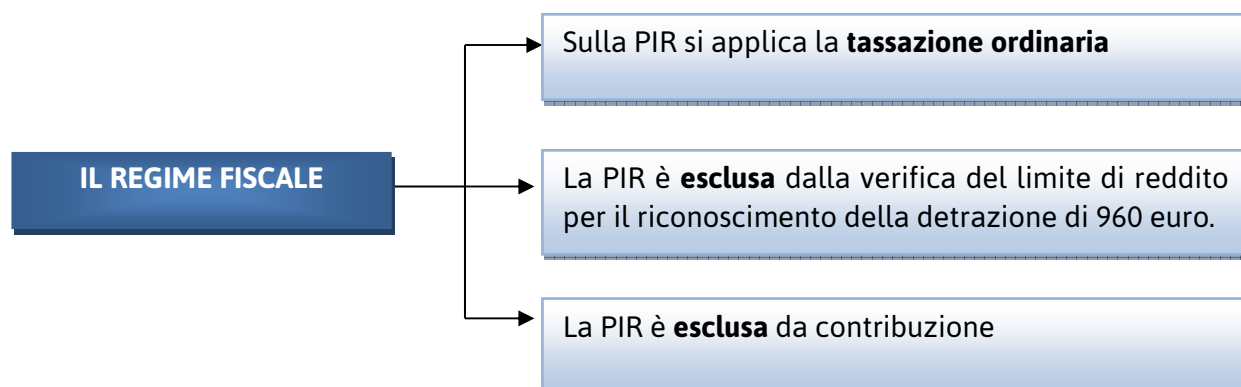 Sulla PIR si applica la tassazione ordinaria
IL REGIME FISCALE
La PIR è esclusa dalla verifica del limite di reddito
per il riconoscimento della detrazione di 960 euro.
La PIR è esclusa da contribuzione